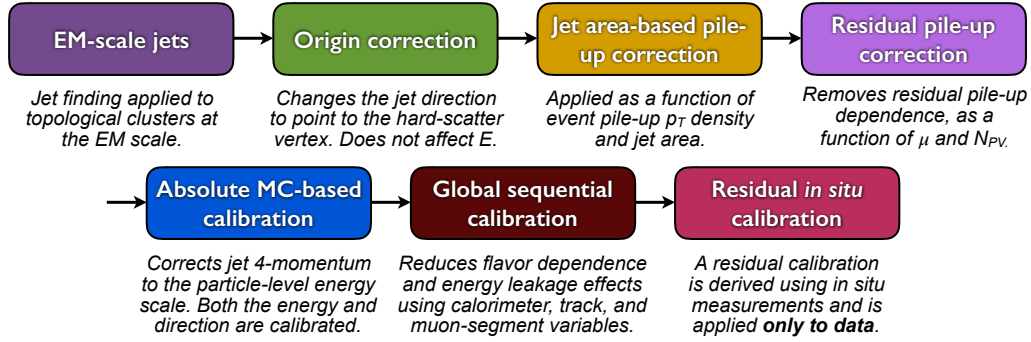 EM-scale jets
Jet finding applied to
topological clusters at
the EM scale.
Origin correction
Changes the jet direction
to point to the hard-scatter
vertex. Does not affect E.
Jet area-based pile-
up correction
Applied as a function of
event pile-up pT density
and jet area.
Residual pile-up
correction
Removes residual pile-up
dependence, as a
function of μ and NPV.
Absolute MC-based
calibration
Corrects jet 4-momentum
to the particle-level energy
scale. Both the energy and
direction are calibrated.
Global sequential
calibration
Reduces flavor dependence
and energy leakage effects
using calorimeter, track, and
muon-segment variables.
Residual in situ
calibration
A residual calibration
is derived using in situ
measurements and is
applied only to data.